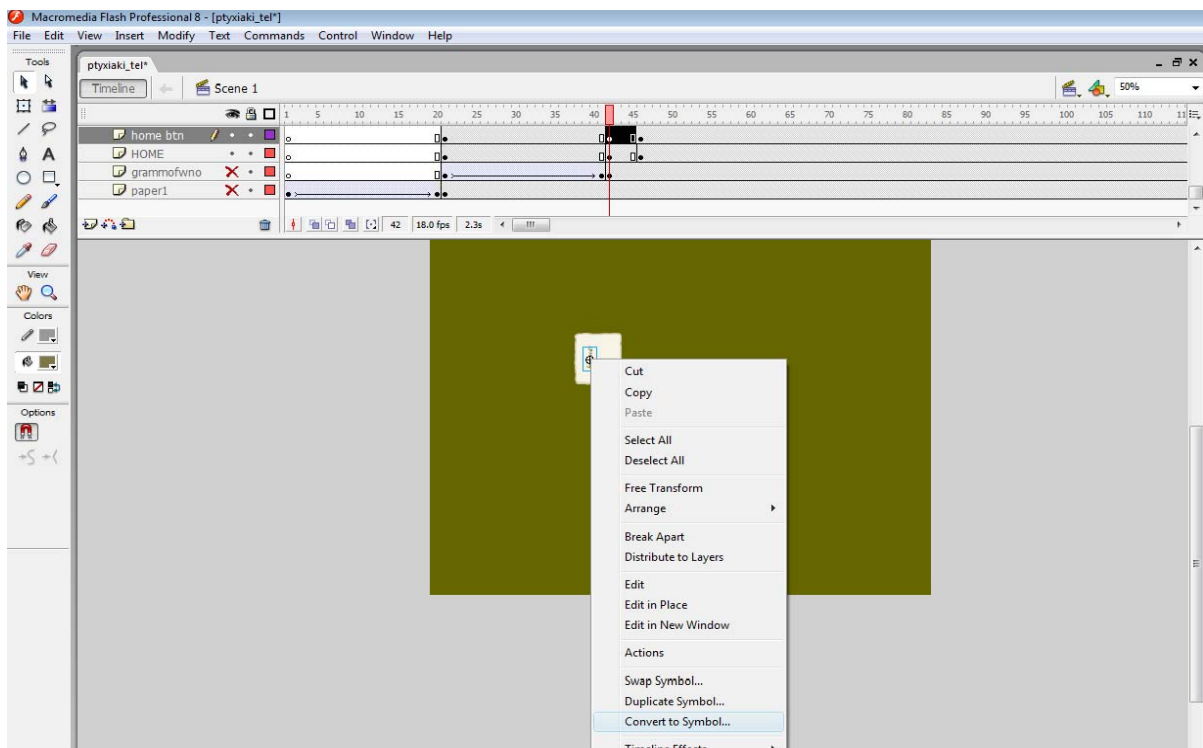 Macromedia Flash Professional 8 - [ptyxiaki_tel*]
File Edit View Insert Modify Text Commands Control Window Help
Tools
ptyxiaki_tel*
Timeline Scene 1 50%
1 5 10 15 20 25 30 35 40 45 50 55 60 65 70 75 80 85 90 95 100 105 110 11
home btn
HOME
grammofwno
paper1
42 18.0 fps 2.3s
View
Colors
Options
Cut
Copy
Paste
Select All
Deselect All
Free Transform
Arrange
Break Apart
Distribute to Layers
Edit
Edit in Place
Edit in New Window
Actions
Swap Symbol...
Duplicate Symbol...
Convert to Symbol...
Timeline Effects